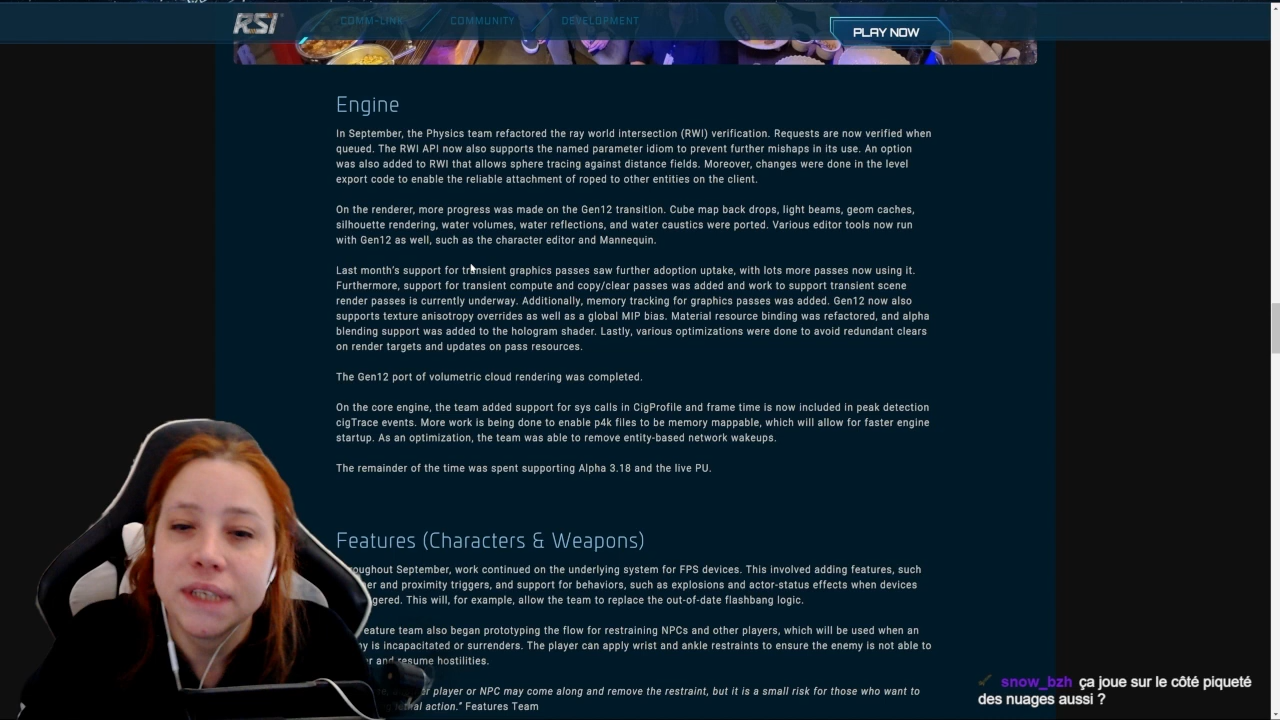 RSI
COMM-LINK
COMMUNITY
DEVELOPMENT
PLAY NOW
Engine
In September, the Physics team refactored the ray world intersection (RWI) verification. Requests are now verified when
queued. The RWI API now also supports the named parameter idiom to prevent further mishaps in its use. An option
was also added to RWI that allows sphere tracing against distance fields. Moreover, changes were done in the level
export code to enable the reliable attachment of roped to other entities on the client.
On the renderer, more progress was made on the Gen12 transition. Cube map back drops, light beams, geom caches,
silhouette rendering, water volumes, water reflections, and water caustics were ported. Various editor tools now run
with Gen12 as well, such as the character editor and Mannequin.
Last month's support for transient graphics passes saw further adoption uptake, with lots more passes now using it.
Furthermore, support for transient compute and copy/clear passes was added and work to support transient scene
render passes is currently underway. Additionally, memory tracking for graphics passes was added. Gen12 now also
supports texture anisotropy overrides as well as a global MIP bias. Material resource binding was refactored, and alpha
blending support was added to the hologram shader. Lastly, various optimizations were done to avoid redundant clears
on render targets and updates on pass resources.
The Gen12 port of volumetric cloud rendering was completed.
On the core engine, the team added support for sys calls in CigProfile and frame time is now included in peak detection
cigTrace events. More work is being done to enable p4k files to be memory mappable, which will allow for faster engine
startup. As an optimization, the team was able to remove entity-based network wakeups.
The remainder of the time was spent supporting Alpha 3.18 and the live PU.
Features (Characters & Weapons)
roughout September, work continued on the underlying system for FPS devices. This involved adding features, such
er and proximity triggers, and support for behaviors, such as explosions and actor-status effects when devices
gered. This will, for example, allow the team to replace the out-of-date flashbang logic.
eature team also began prototyping the flow for restraining NPCs and other players, which will be used when an
y is incapacitated or surrenders. The player can apply wrist and ankle restraints to ensure the enemy is not able to
er and resume hostilities.
er player or NPC may come along and remove the restraint, but it is a small risk for those who want to
action." Features Team
snow_bzh ça joue sur le côté piqueté
des nuages aussi ?